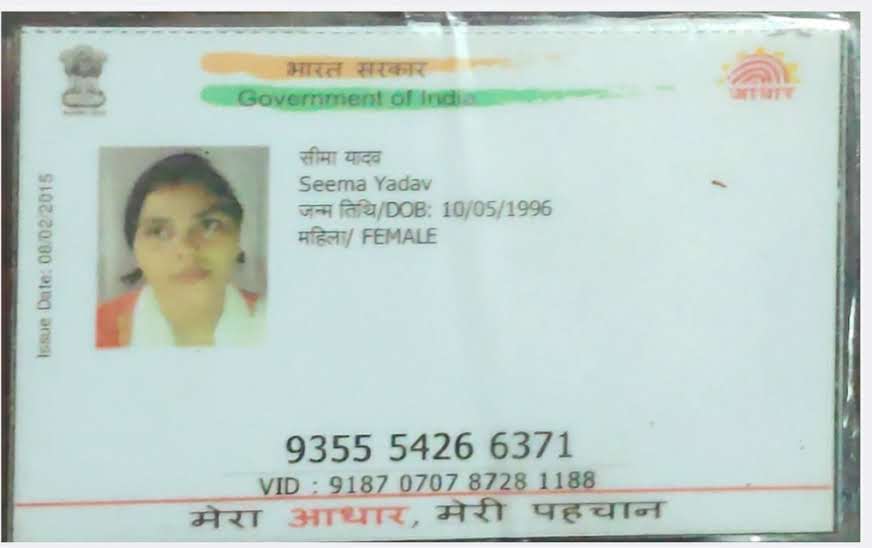 भारत सरकार
Government of India
आधार
Issue Date: 08/02/2015
सीमा यादव
Seema Yadav
जन्म तिथि/DOB: 10/05/1996
महिला/ FEMALE
9355 5426 6371
VID : 9187 0707 8728 1188
मेरा आधार, मेरी पहचान